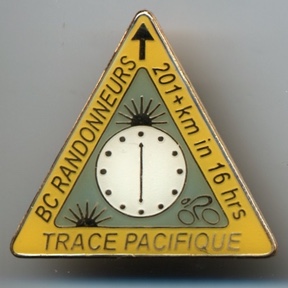 BC RANDONNEURS
201+km in 16 hrs
TRACE PACIFIQUE